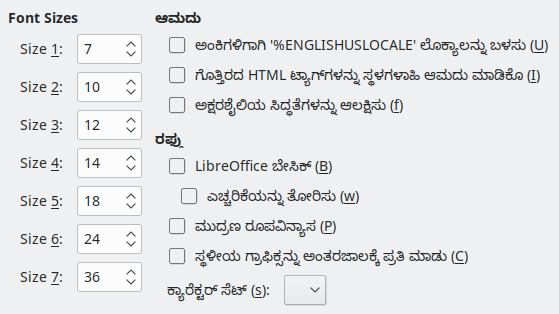 Font Sizes
Size 1: 7
Size 2: 10
Size 3: 12
Size 4: 14
Size 5: 18
Size 6: 24
Size 7: 36
ಆಮದು
ಅಂಕಿಗಳಿಗಾಗಿ '%ENGLISHUSLOCALE' ಲೊಕ್ಯಾಲನ್ನು ಬಳಸು (U)
ಗೊತ್ತಿರದ HTML ಟ್ಯಾಗ್‌ಗಳನ್ನು ಸ್ಥಳಗಳಾಹಿ ಆಮದು ಮಾಡಿಕೊ (I)
ಅಕ್ಷರಶೈಲಿಯ ಸಿದ್ಧತೆಗಳನ್ನು ಆಲಕ್ಷಿಸು (f)
ರಫ್ತು
LibreOffice ಬೇಸಿಕ್ (B)
ಎಚ್ಚರಿಕೆಯನ್ನು ತೋರಿಸು (w)
ಮುದ್ರಣ ರೂಪವಿನ್ಯಾಸ (P)
ಸ್ಥಳೀಯ ಗ್ರಾಫಿಕ್ಸನ್ನು ಅಂತರಜಾಲಕ್ಕೆ ಪ್ರತಿ ಮಾಡು (C)
ಕ್ಯಾರೆಕ್ಟರ್ ಸೆಟ್ (s):